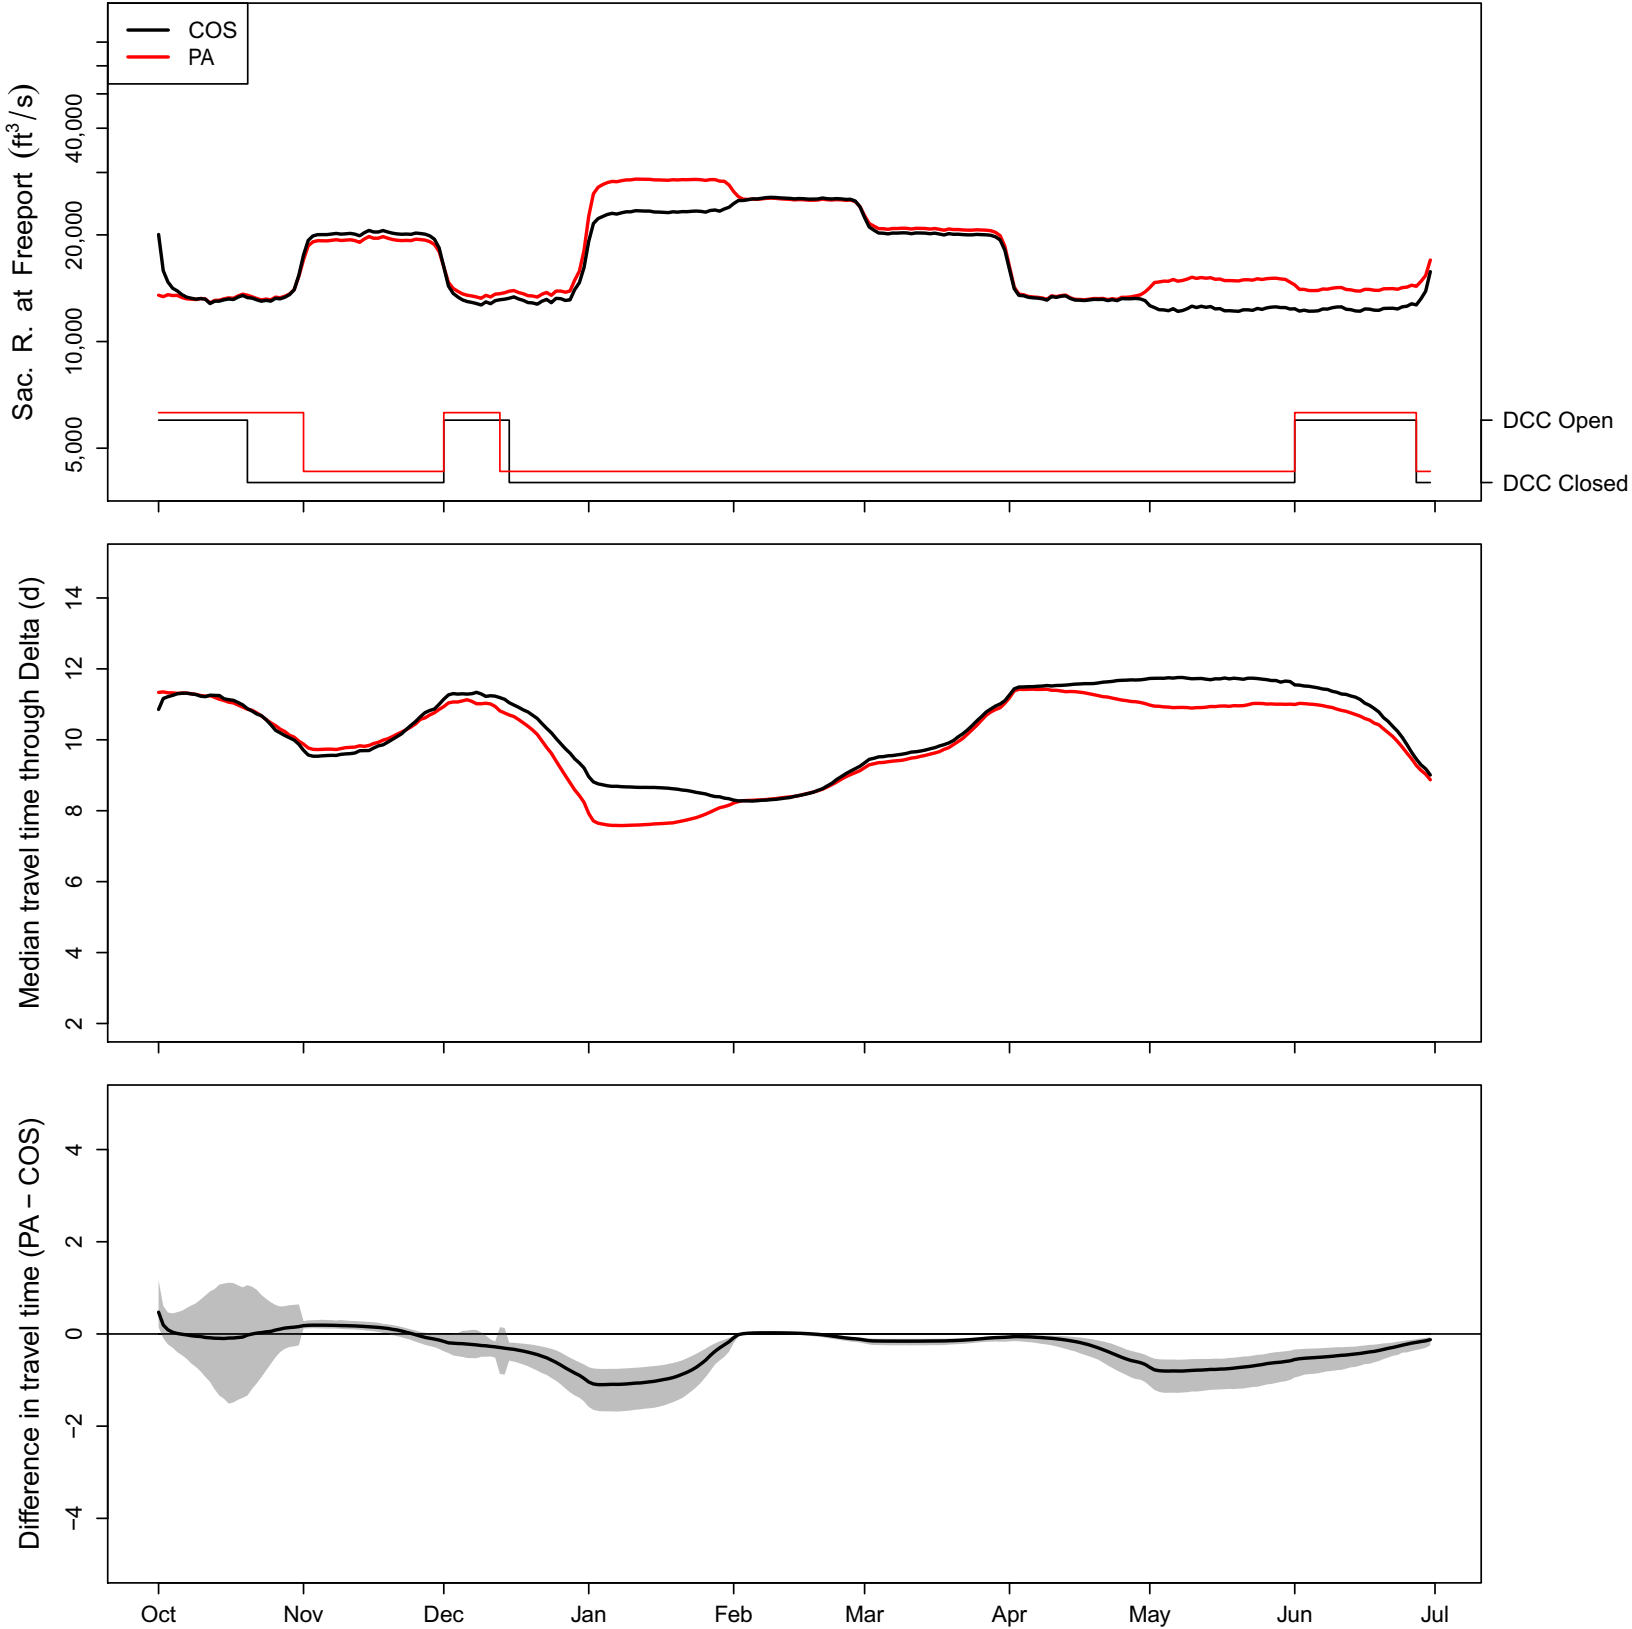 COS
PA
Sac. R. at Freeport (ft³/s)
40,000
20,000
10,000
5,000
DCC Open
DCC Closed
Median travel time through Delta (d)
14
12
10
8
6
4
2
Difference in travel time (PA − COS)
4
2
0
−2
−4
Oct Nov Dec Jan Feb Mar Apr May Jun Jul